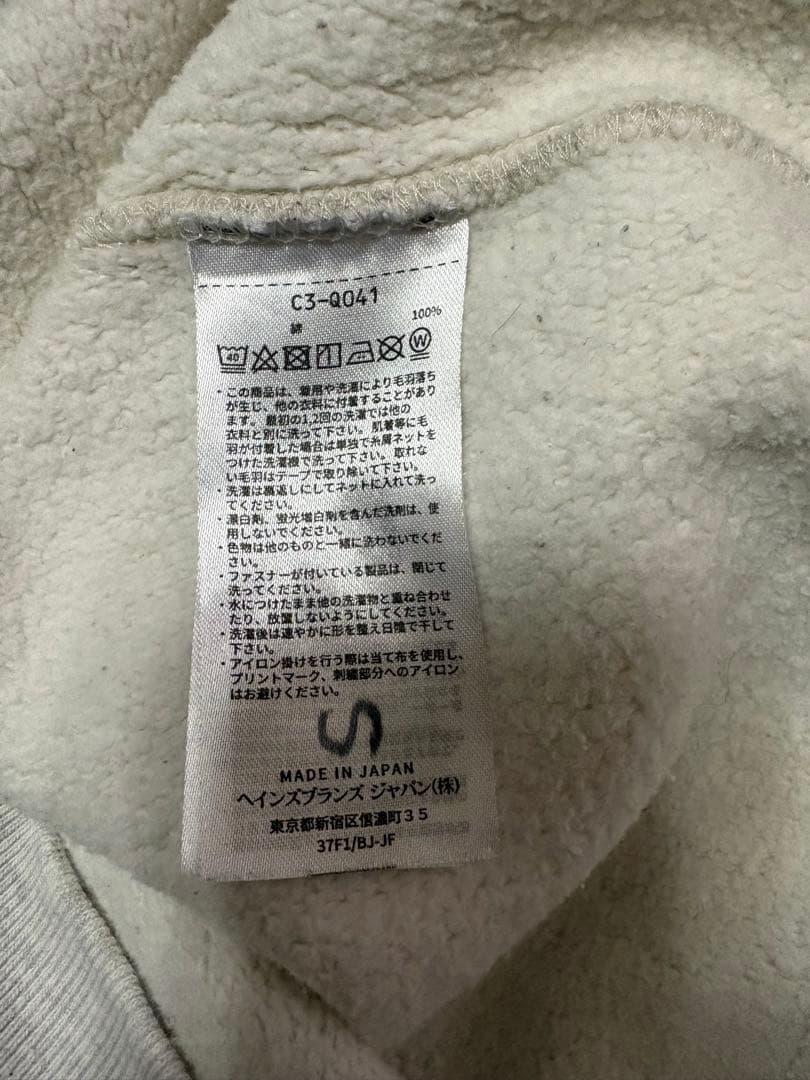 C3-Q041
綿 100%
40 W
・この商品は、着用や洗濯により毛羽落ち
が生じ、他の衣料に付着することがあり
ます。最初の1,2回の洗濯では他の
衣料と別に洗って下さい。肌着等に毛
羽が付着した場合は単独で糸屑ネットを
つけた洗濯機で洗って下さい。取れな
い毛羽はテープで取り除いて下さい。
・洗濯は裏返しにしてネットに入れて洗っ
てください。
・漂白剤、蛍光増白剤を含んだ洗剤は、使
用しないでください。
・色物は他のものと一緒に洗わないでくだ
さい。
・ファスナーが付いている製品は、閉じて
洗ってください。
・水につけたまま他の洗濯物と重ね合わせ
たり、放置しないようにしてください。
・洗濯後は速やかに形を整え日陰で干して
下さい。
・アイロン掛けを行う際は当て布を使用し、
プリントマーク、刺繍部分へのアイロン
はお避けください。
S
MADE IN JAPAN
ヘインズブランズ ジャパン(株)
東京都新宿区信濃町35
37F1/BJ-JF